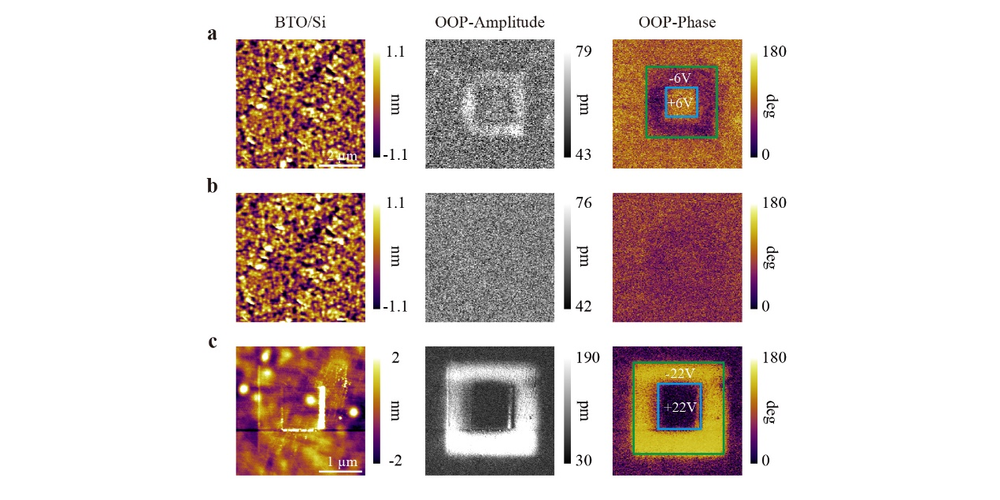 BTO/Si
OOP-Amplitude
OOP-Phase
a
1.1
nm
-1.1
2 μm
79
pm
43
-6V
+6V
180
deg
0
b
1.1
nm
-1.1
76
pm
42
180
deg
0
c
2
nm
-2
1 μm
190
pm
30
-22V
+22V
180
deg
0